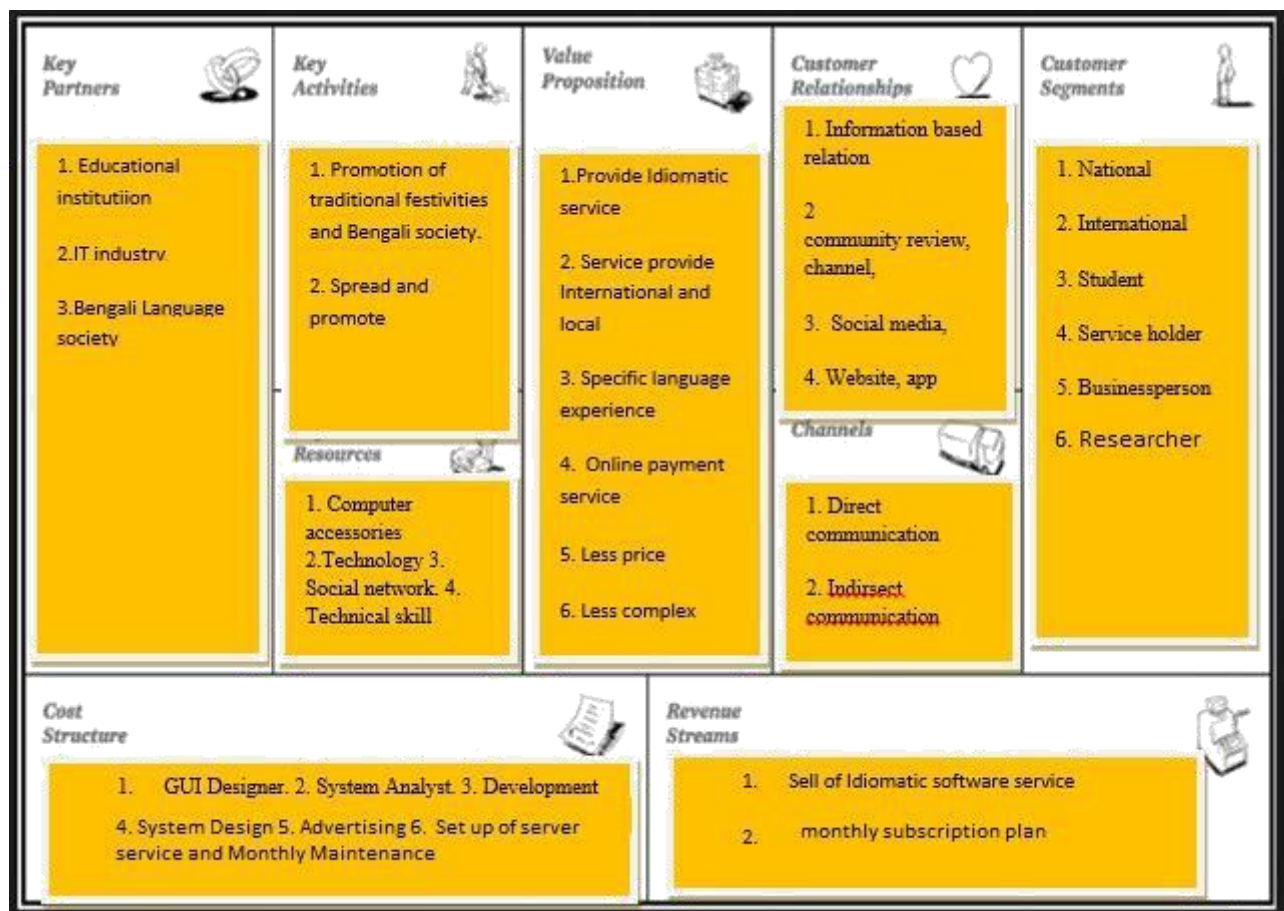 Key
Partners
1. Educational
institutiion
2.IT industry
3.Bengali Language
society
Key
Activities
1. Promotion of
traditional festivities
and Bengali society.
2. Spread and
promote
Resources
1. Computer
accessories
2.Technology 3.
Social network. 4.
Technical skill
Value
Proposition
1.Provide Idiomatic
service
2. Service provide
International and
local
3. Specific language
experience
4. Online payment
service
5. Less price
6. Less complex
Customer
Relationships
1. Information based
relation
2
community review,
channel,
3. Social media,
4. Website, app
Channels
1. Direct
communication
2. Indirsect
communication
Customer
Segments
1. National
2. International
3. Student
4. Service holder
5. Businessperson
6. Researcher
Cost
Structure
1. GUI Designer. 2. System Analyst. 3. Development
4. System Design 5. Advertising 6. Set up of server
service and Monthly Maintenance
Revenue
Streams
1. Sell of Idiomatic software service
2. monthly subscription plan